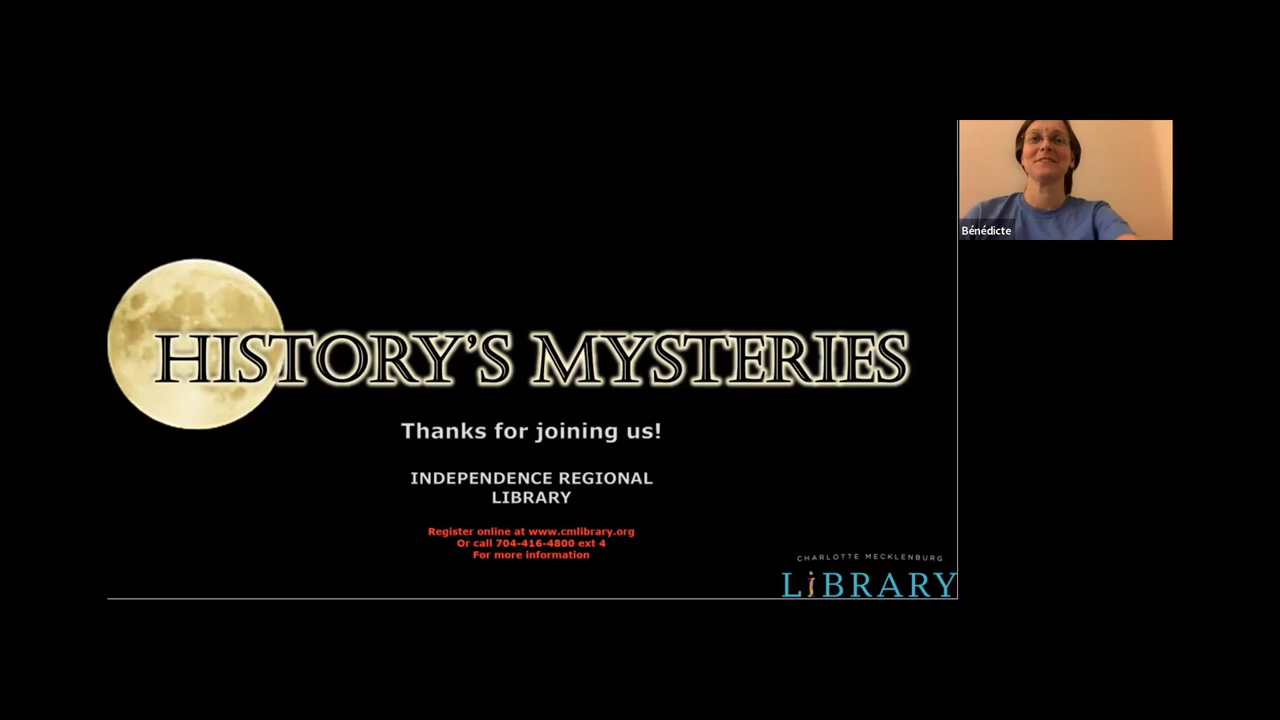 Bénédicte
HISTORY'S MYSTERIES
Thanks for joining us!
INDEPENDENCE REGIONAL
LIBRARY
Register online at www.cmlibrary.org
Or call 704-416-4800 ext 4
For more information
CHARLOTTE MECKLENBURG
LiBRARY